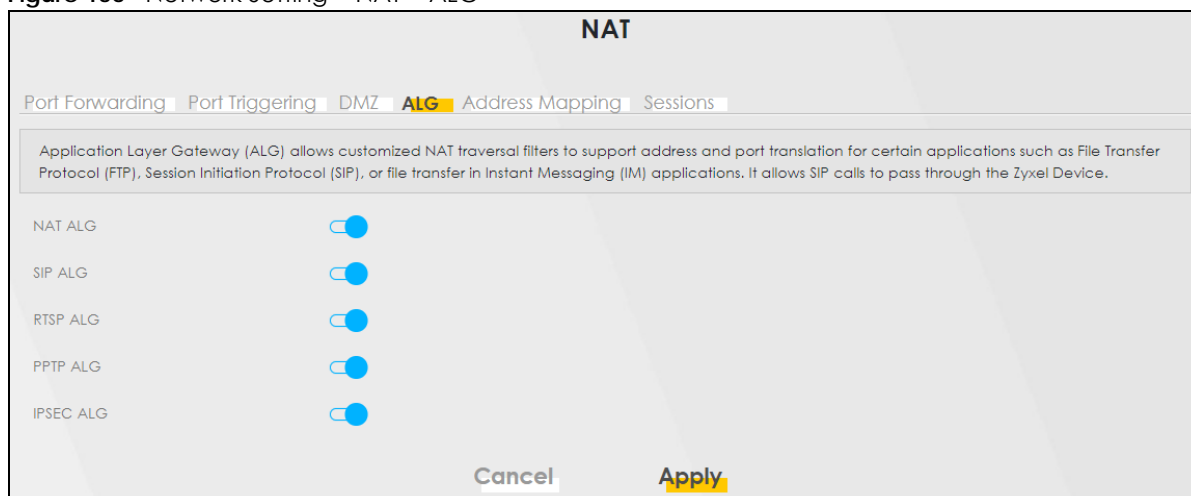 NAT
Port Forwarding Port Triggering DMZ ALG Address Mapping Sessions
Application Layer Gateway (ALG) allows customized NAT traversal filters to support address and port translation for certain applications such as File Transfer
Protocol (FTP), Session Initiation Protocol (SIP), or file transfer in Instant Messaging (IM) applications. It allows SIP calls to pass through the Zyxel Device.
NAT ALG
SIP ALG
RTSP ALG
PPTP ALG
IPSEC ALG
Cancel Apply